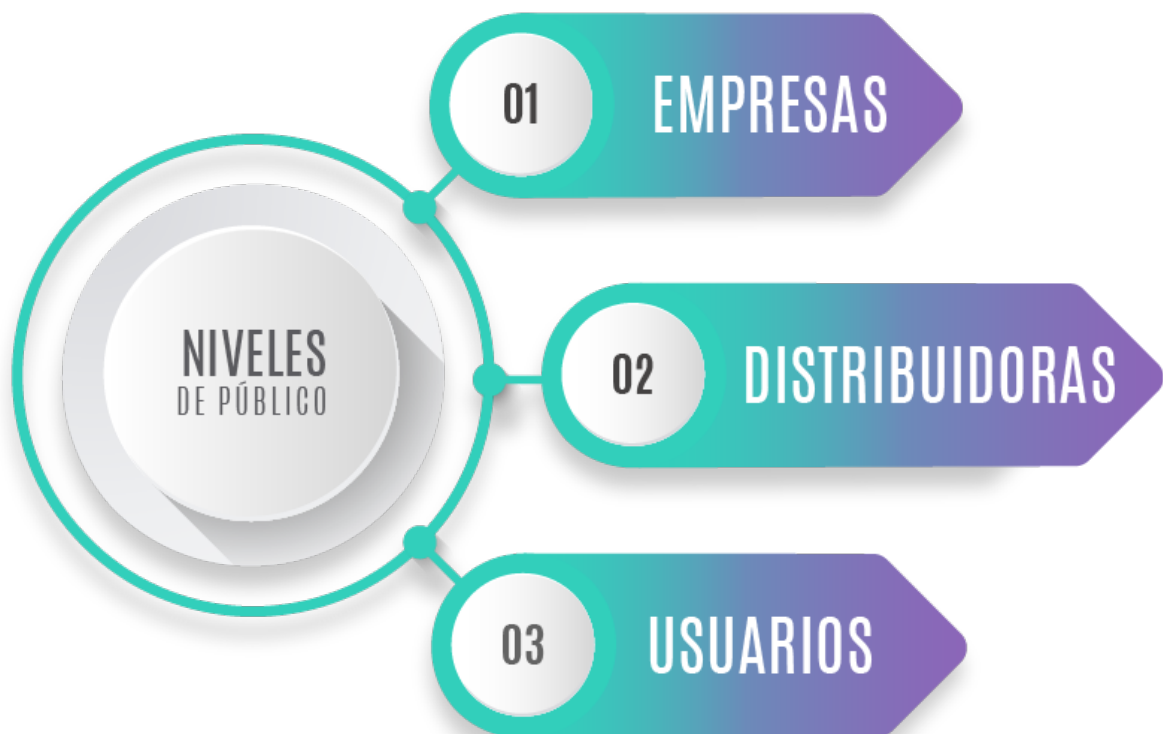 NIVELES
DE PÚBLICO
01
EMPRESAS
02
DISTRIBUIDORAS
03
USUARIOS